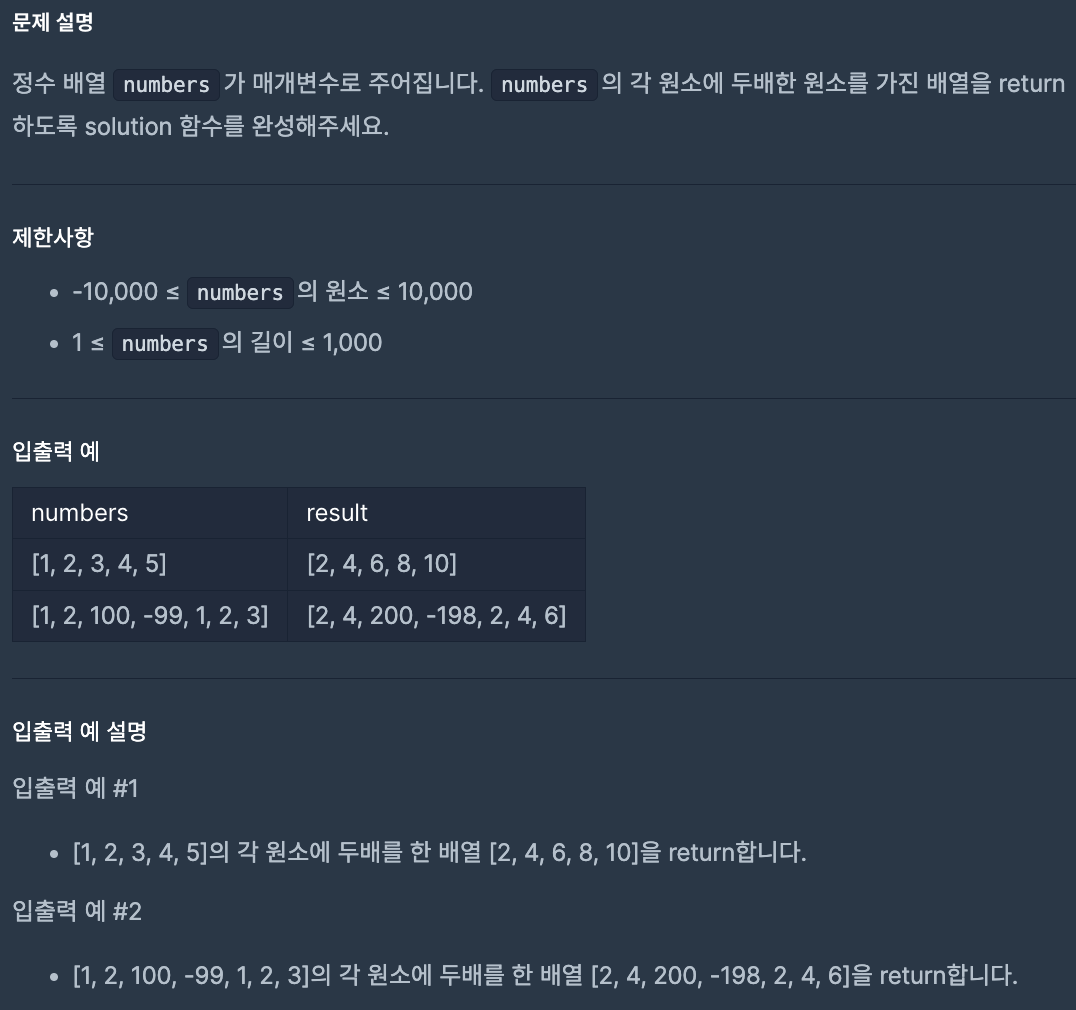 문제 설명
정수 배열 numbers가 매개변수로 주어집니다. numbers의 각 원소에 두배한 원소를 가진 배열을 return
하도록 solution 함수를 완성해주세요.
제한사항
• -10,000 ≤ numbers의 원소 ≤ 10,000
• 1 ≤ numbers의 길이 ≤ 1,000
입출력 예
numbers result
[1, 2, 3, 4, 5] [2, 4, 6, 8, 10]
[1, 2, 100, -99, 1, 2, 3] [2, 4, 200, -198, 2, 4, 6]
입출력 예 설명
입출력 예 #1
• [1, 2, 3, 4, 5]의 각 원소에 두배를 한 배열 [2, 4, 6, 8, 10]을 return합니다.
입출력 예 #2
• [1, 2, 100, -99, 1, 2, 3]의 각 원소에 두배를 한 배열 [2, 4, 200, -198, 2, 4, 6]을 return합니다.